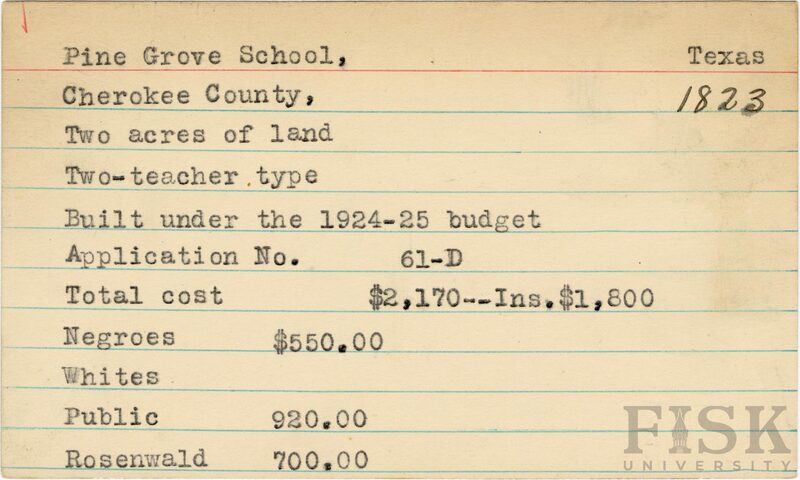 Pine Grove School, Texas
Cherokee County, 1823
Two acres of land
Two-teacher type
Built under the 1924-25 budget
Application No. 61-D
Total cost $2,170--Ins.$1,800
Negroes $550.00
Whites
Public 920.00
Rosenwald 700.00
FISK
UNIVERSITY